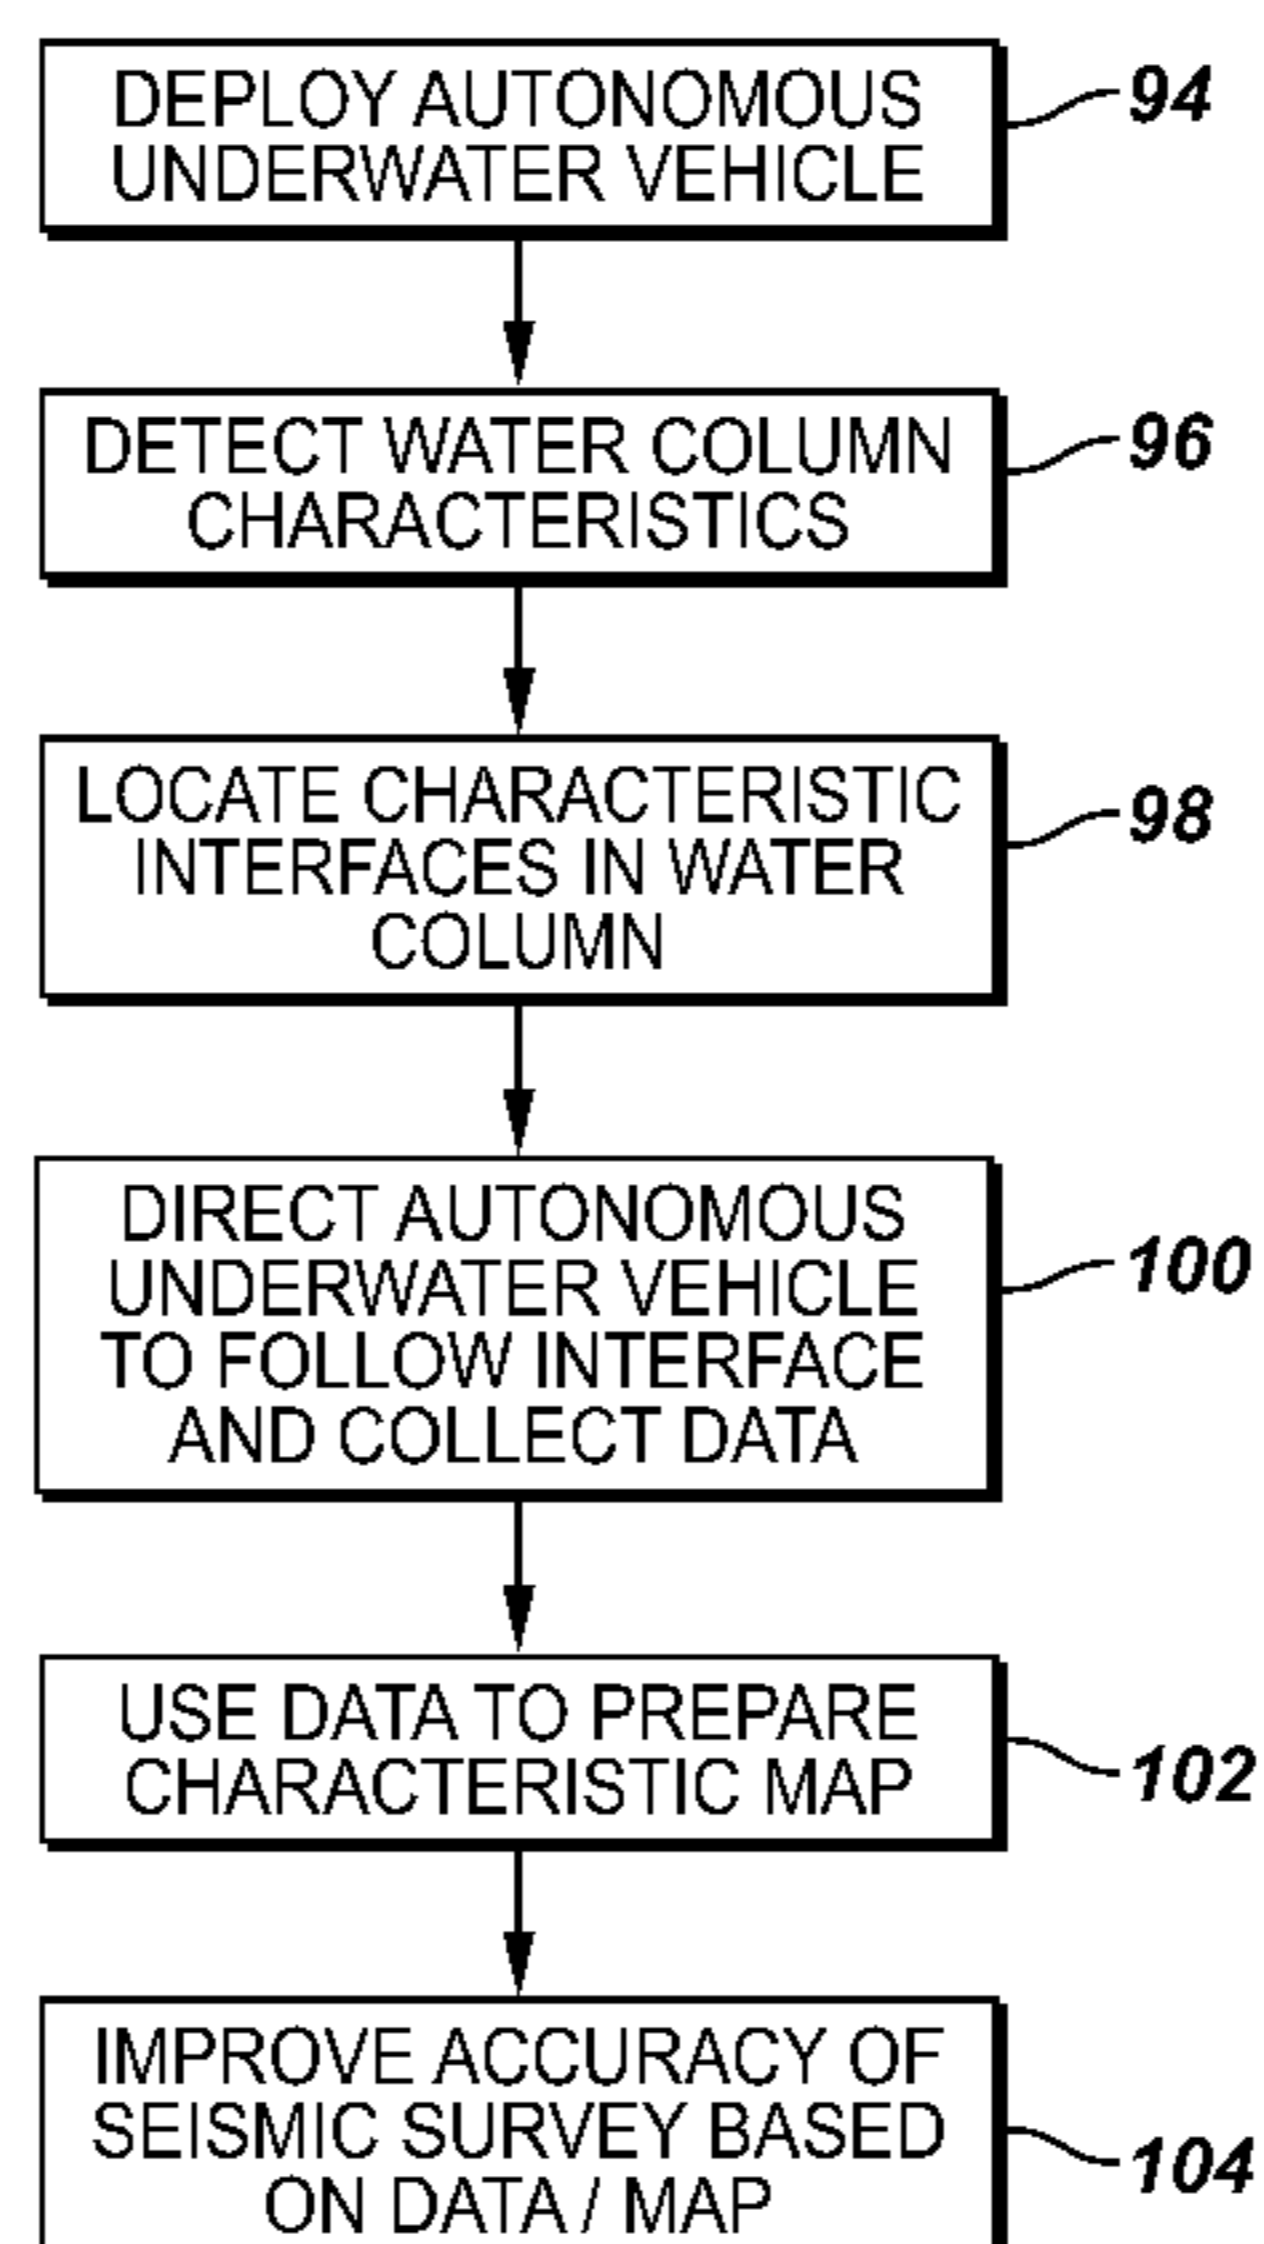 DEPLOY AUTONOMOUS
UNDERWATER VEHICLE
94
DETECT WATER COLUMN
CHARACTERISTICS
96
LOCATE CHARACTERISTIC
INTERFACES IN WATER
COLUMN
98
DIRECT AUTONOMOUS
UNDERWATER VEHICLE
TO FOLLOW INTERFACE
AND COLLECT DATA
100
USE DATA TO PREPARE
CHARACTERISTIC MAP
102
IMPROVE ACCURACY OF
SEISMIC SURVEY BASED
ON DATA / MAP
104